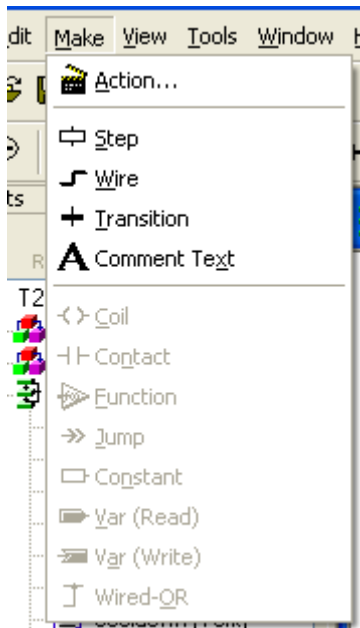 dit Make View Tools Window H
Action...
Step
ts
Wire
Transition
R
Comment Text
T2
Coil
Contact
Function
Jump
Constant
Var (Read)
Var (Write)
Wired-OR